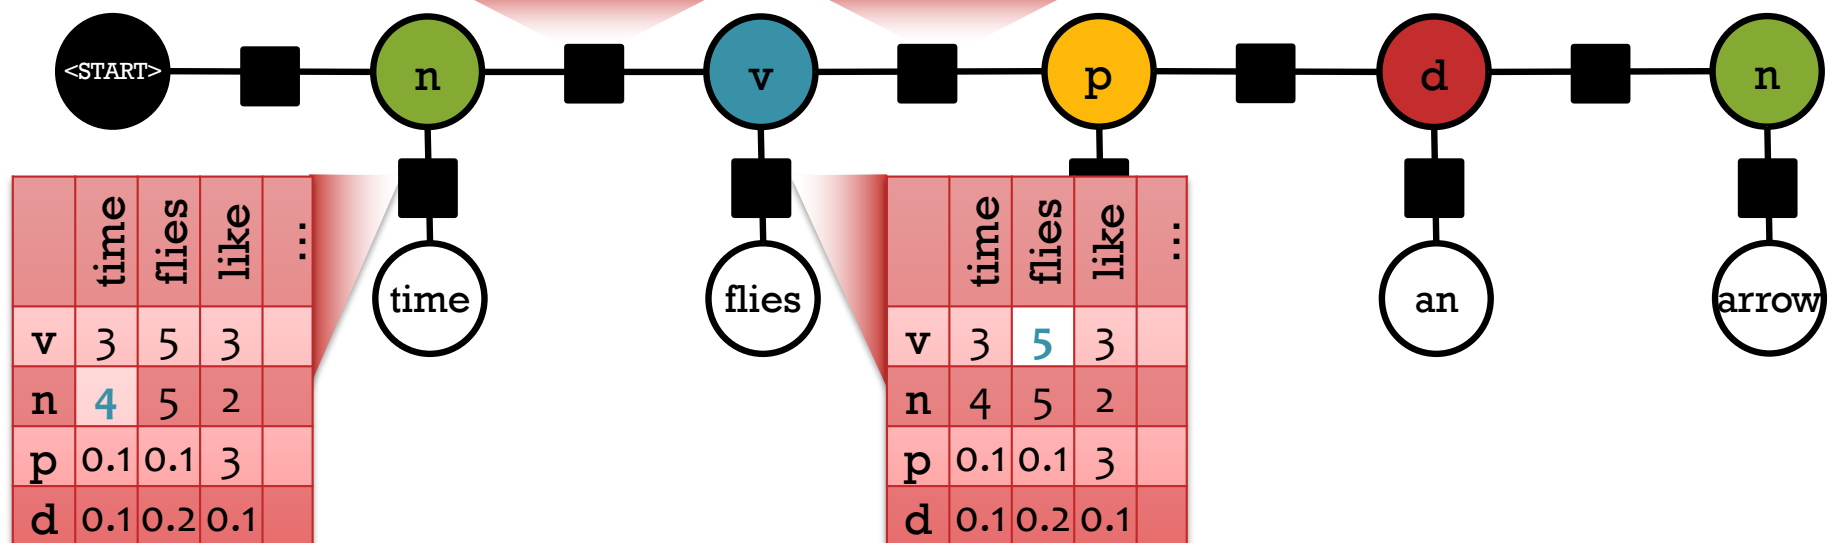 <START> n v p d n
time flies like ...
v 3 5 3
n 4 5 2
p 0.1 0.1 3
d 0.1 0.2 0.1
time
flies
time flies like ...
v 3 5 3
n 4 5 2
p 0.1 0.1 3
d 0.1 0.2 0.1
an
arrow